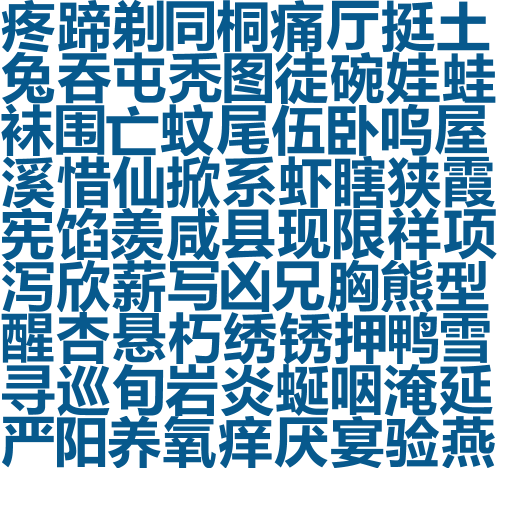 疼蹄剃同桐痛厅挺土
兔吞屯秃图徒碗娃蛙
袜围亡蚊尾伍卧呜屋
溪惜仙掀系虾瞎狭霞
宪馅羡咸县现限祥项
泻欣薪写凶兄胸熊型
醒杏悬朽绣锈押鸭雪
寻巡旬岩炎蜒咽淹延
严阳养氧痒厌宴验燕